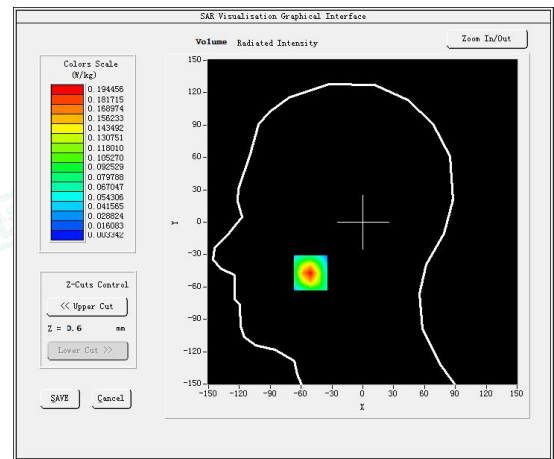 SAR Visualisation Graphical Interface
Volume Radiated Intensity
Zoom In/Out
Colors Scale
(W/kg)
0.194456
0.181715
0.168974
0.156233
0.143492
0.130751
0.118010
0.105270
0.092529
0.079788
0.067047
0.054306
0.041565
0.028824
0.016083
0.003342
Z-Cuts Control
<< Upper Cut
Z = 0.6 mm
Lower Cut >>
SAVE
Cancel
150
120
90
60
30
0
-30
-60
-90
-120
-150
Y
-150 -120 -90 -60 -30 0 30 60 90 120 150
X